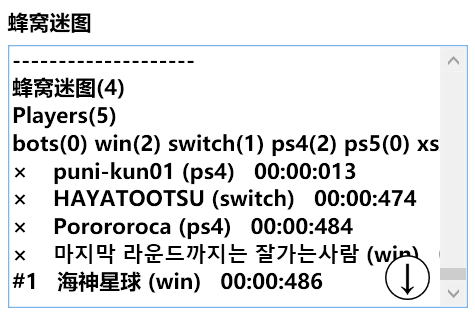 蜂窝迷图
--------------------
蜂窝迷图(4)
Players(5)
bots(0) win(2) switch(1) ps4(2) ps5(0) xs
× puni-kun01 (ps4) 00:00:013
× HAYATOOTSU (switch) 00:00:474
× Porororoca (ps4) 00:00:484
× 마지막 라운드까지는 잘가는사람 (win)
#1 海神星球 (win) 00:00:486